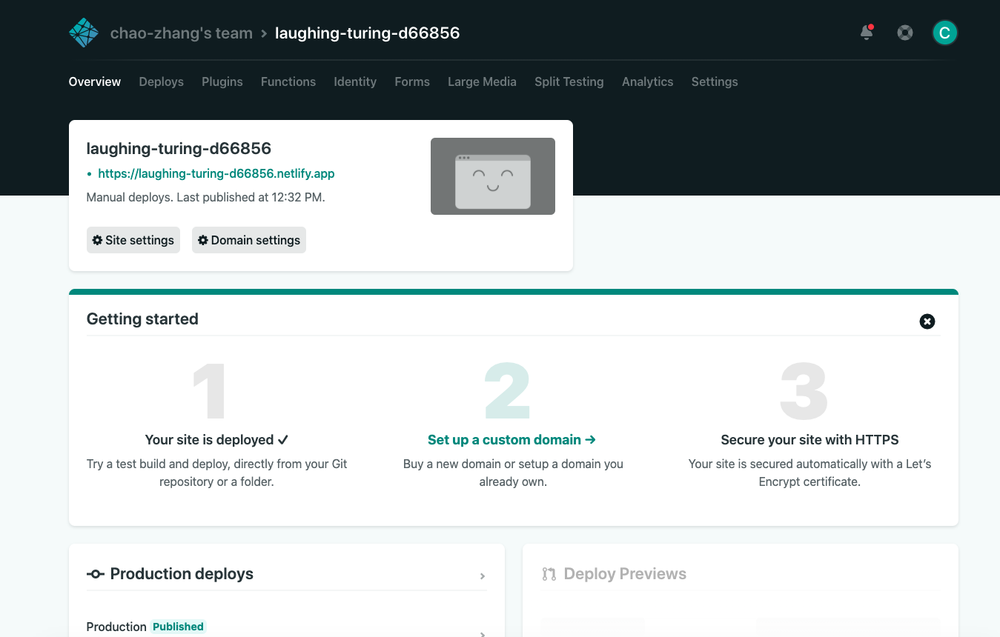 chao-zhang's team > laughing-turing-d66856
C
Overview Deploys Plugins Functions Identity Forms Large Media Split Testing Analytics Settings
laughing-turing-d66856
• https://laughing-turing-d66856.netlify.app
Manual deploys. Last published at 12:32 PM.
Site settings Domain settings
Getting started
1 2 3
Your site is deployed ✓ Set up a custom domain → Secure your site with HTTPS
Try a test build and deploy, directly from your Git Buy a new domain or setup a domain you Your site is secured automatically with a Let’s
repository or a folder. already own. Encrypt certificate.
Production deploys Deploy Previews
Production Published